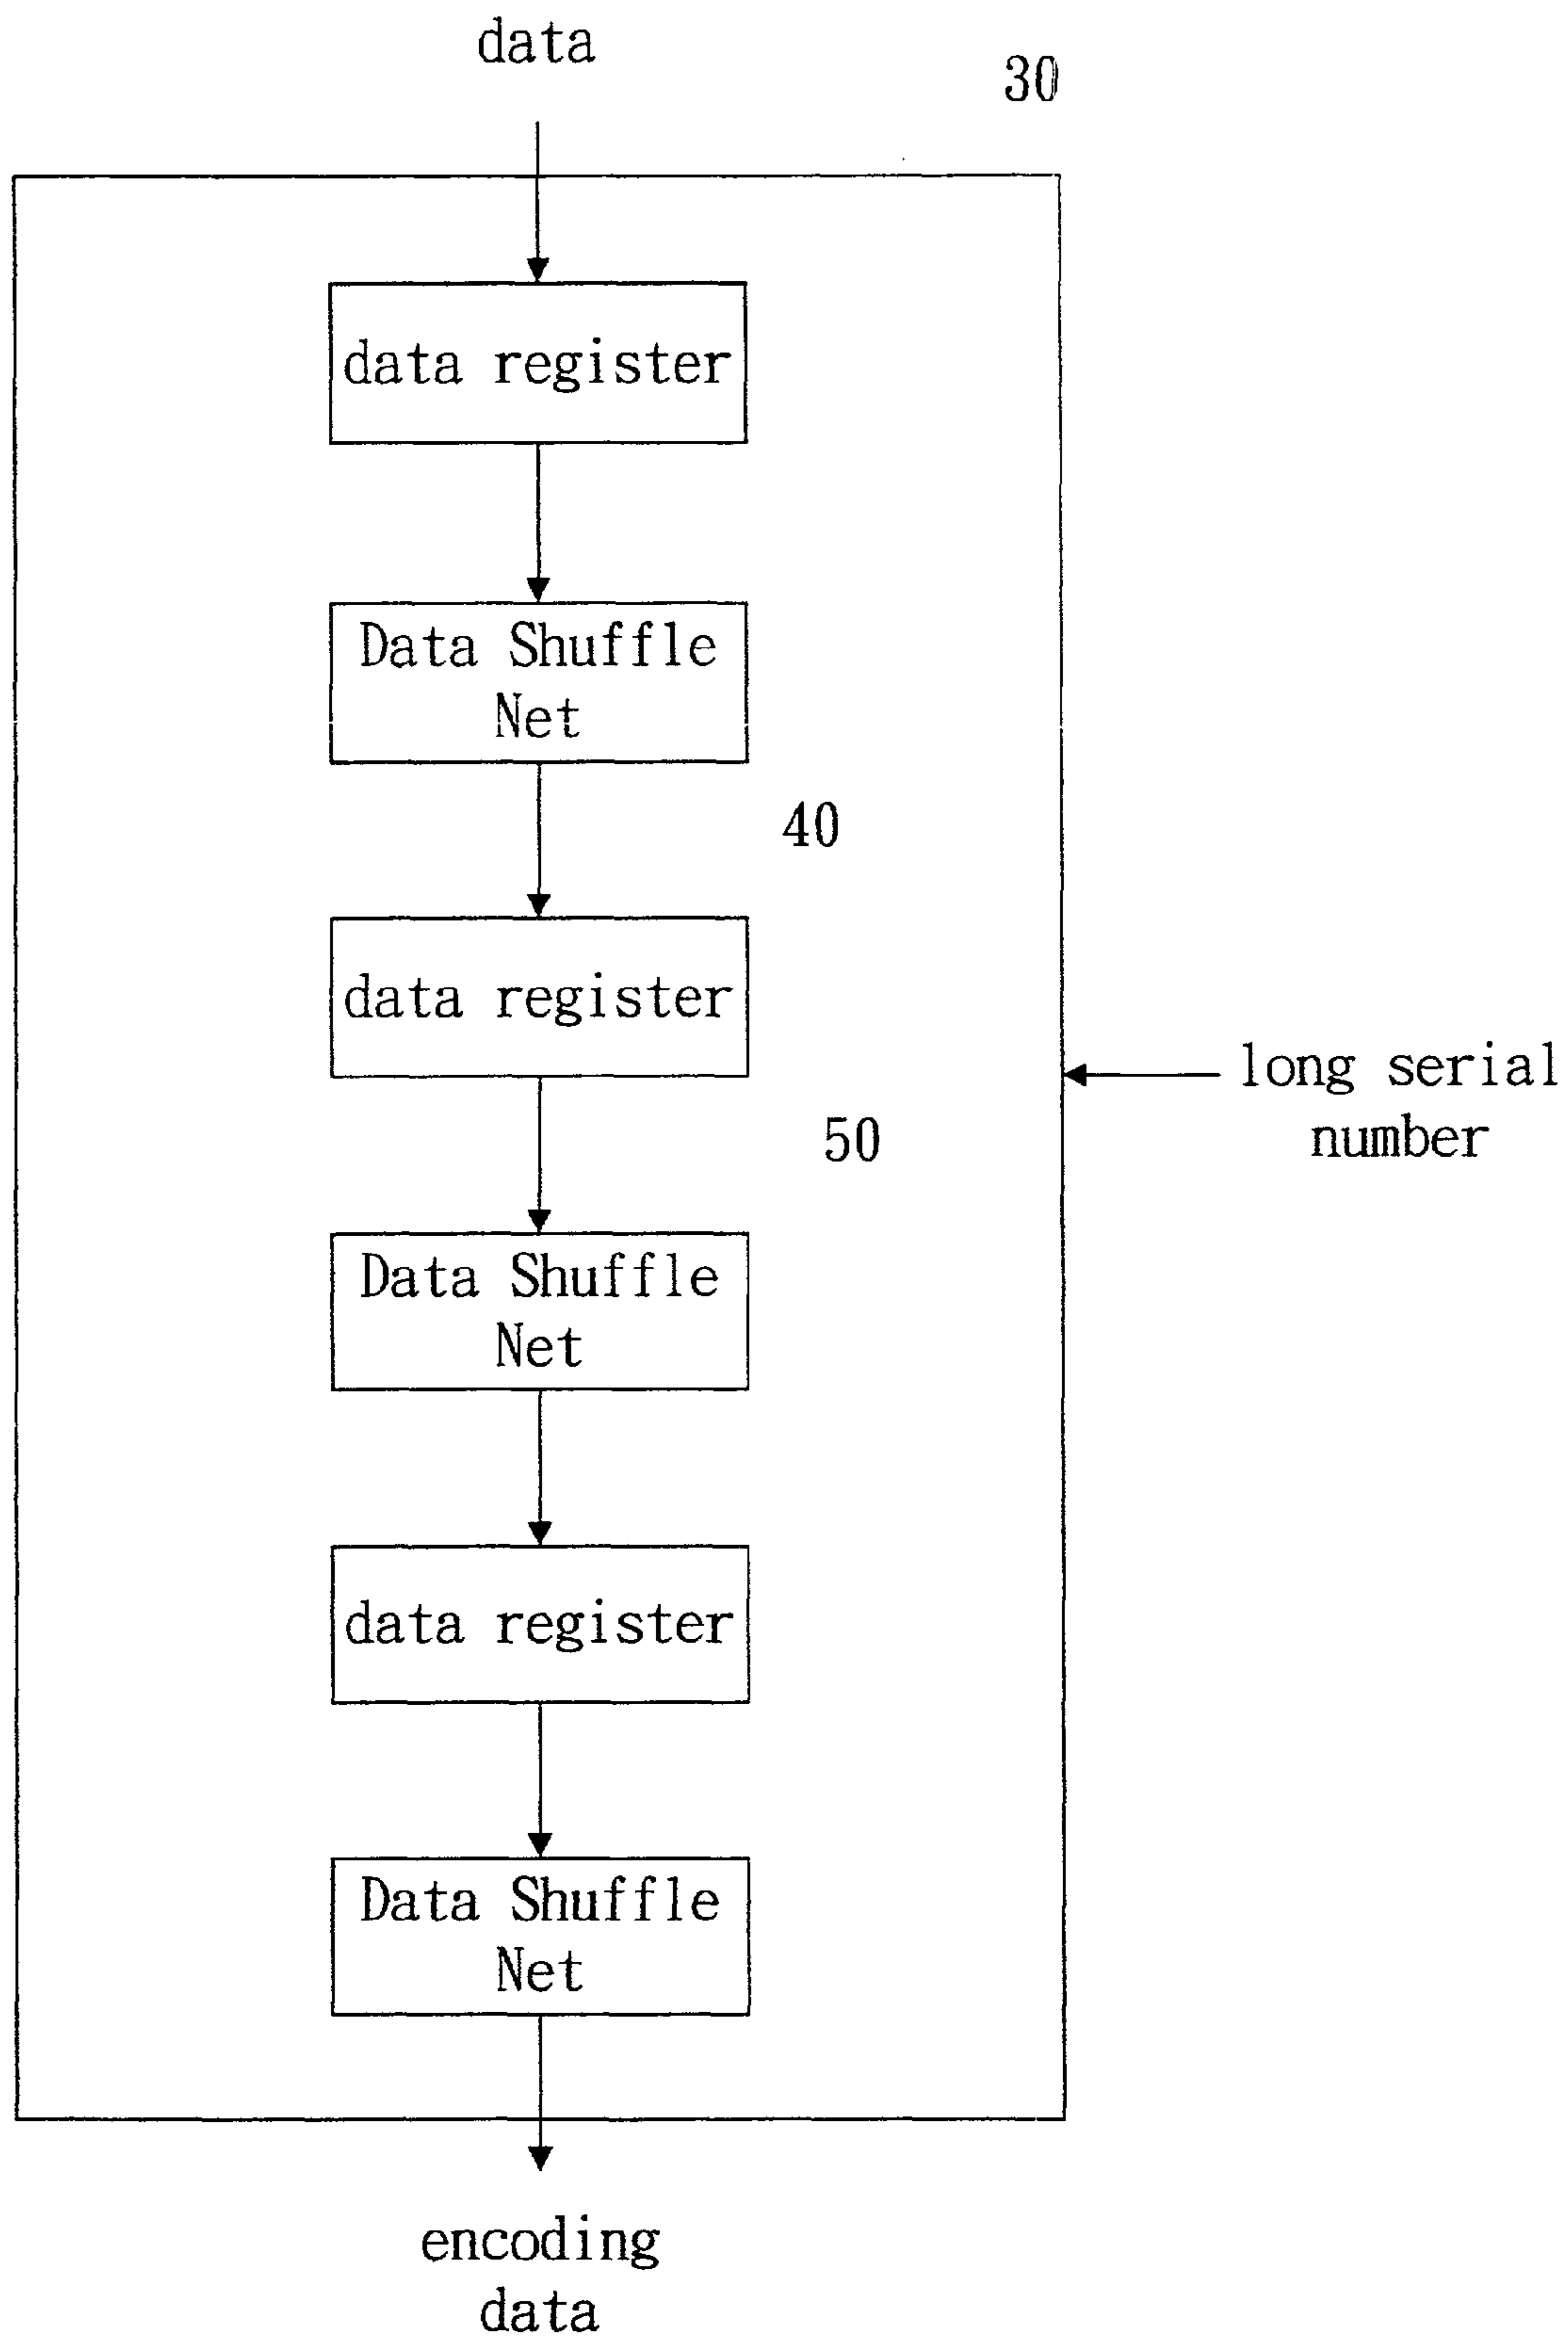 data
30
data register
Data Shuffle
Net
40
data register
long serial
number
50
Data Shuffle
Net
data register
Data Shuffle
Net
encoding
data